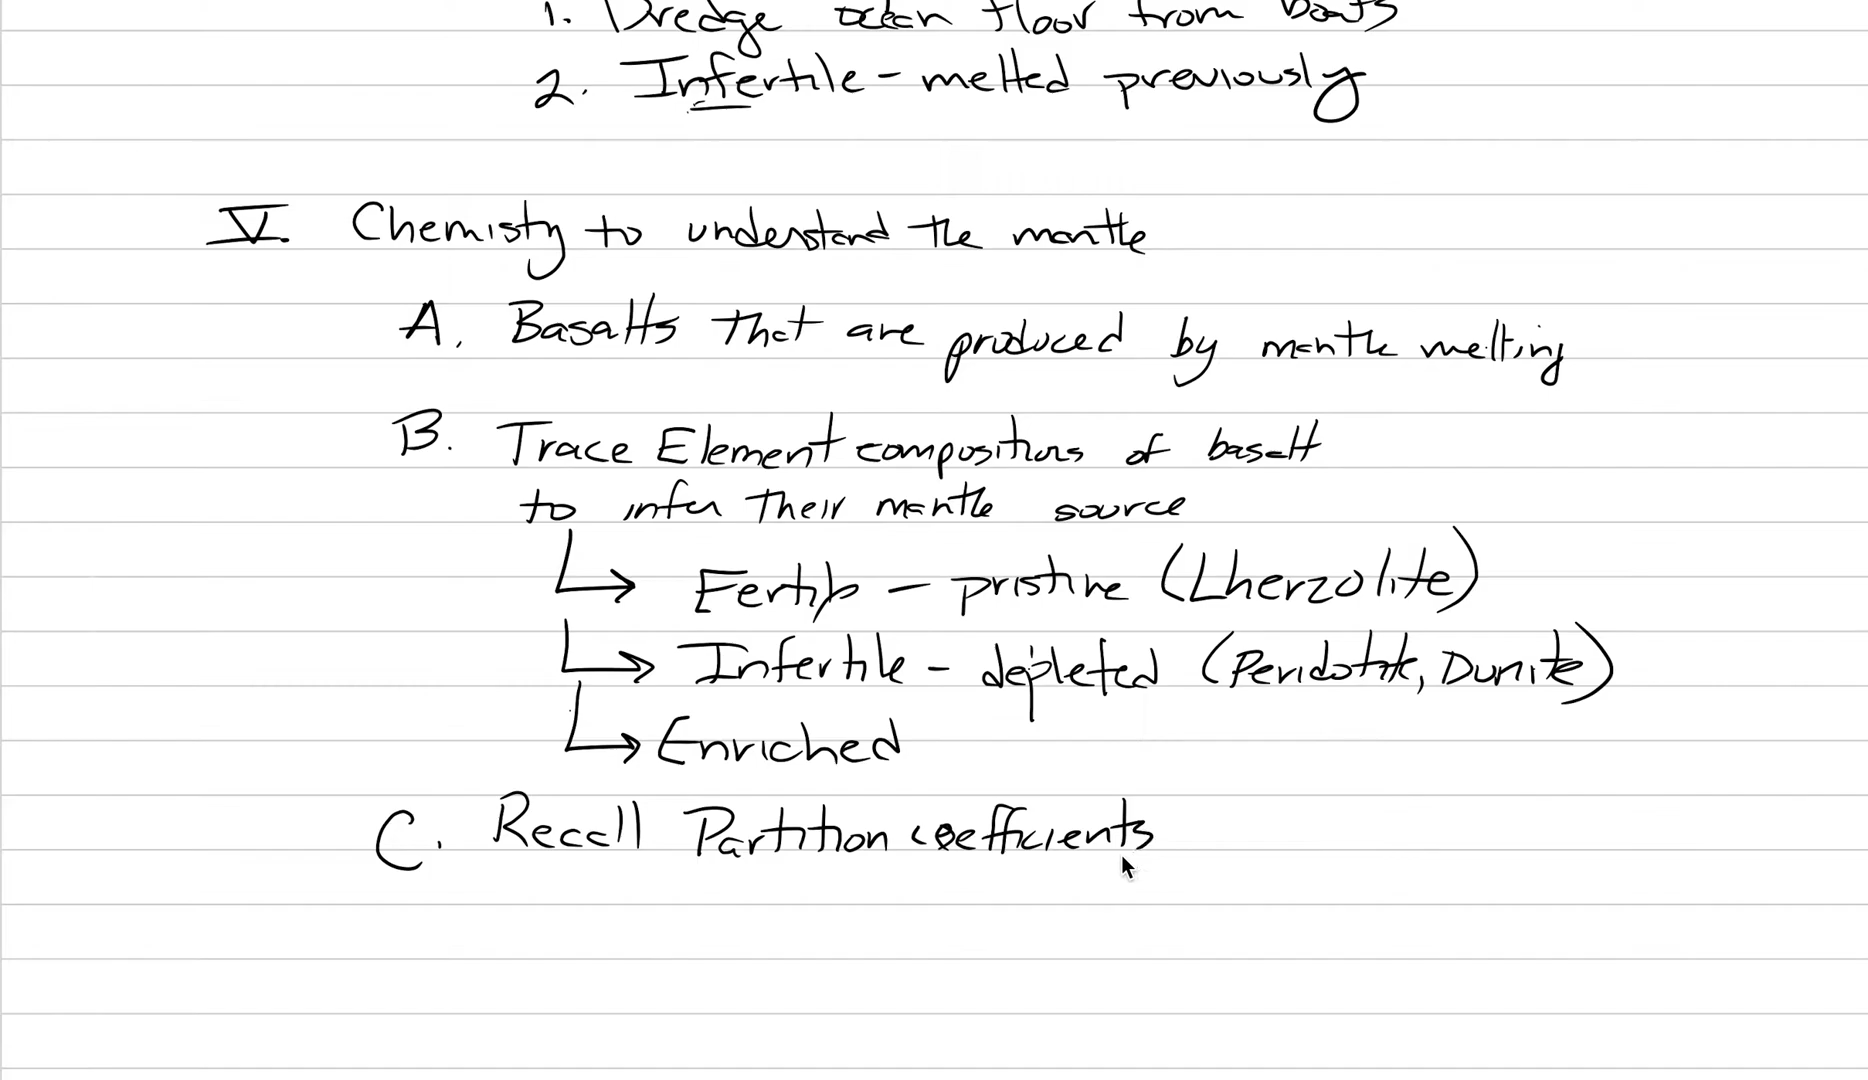 1. Dredge ocean floor from boats
2. Infertile - melted previously
V. Chemisty to understand the mantle
A. Basalts that are produced by mantle melting
B. Trace Element compositions of basalt
to infer their mantle source
↳ Fertile - pristine (Lherzolite)
↳ Infertile - depleted (Peridotite, Dunite)
↳ Enriched
C. Recall Partition coefficients